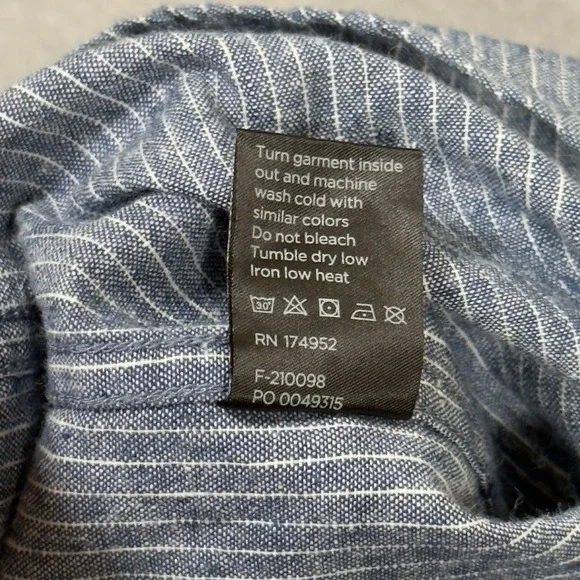 Turn garment inside
out and machine
wash cold with
similar colors
Do not bleach
Tumble dry low
Iron low heat
30°
RN 174952
F-210098
PO 0049315